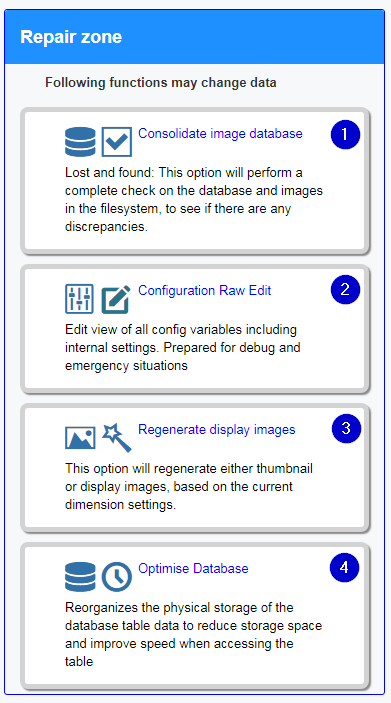 Repair zone
Following functions may change data
Consolidate image database 1
Lost and found: This option will perform a
complete check on the database and images
in the filesystem, to see if there are any
discrepancies.
Configuration Raw Edit 2
Edit view of all config variables including
internal settings. Prepared for debug and
emergency situations
Regenerate display images 3
This option will regenerate either thumbnail
or display images, based on the current
dimension settings.
Optimise Database 4
Reorganizes the physical storage of the
database table data to reduce storage space
and improve speed when accessing the
table